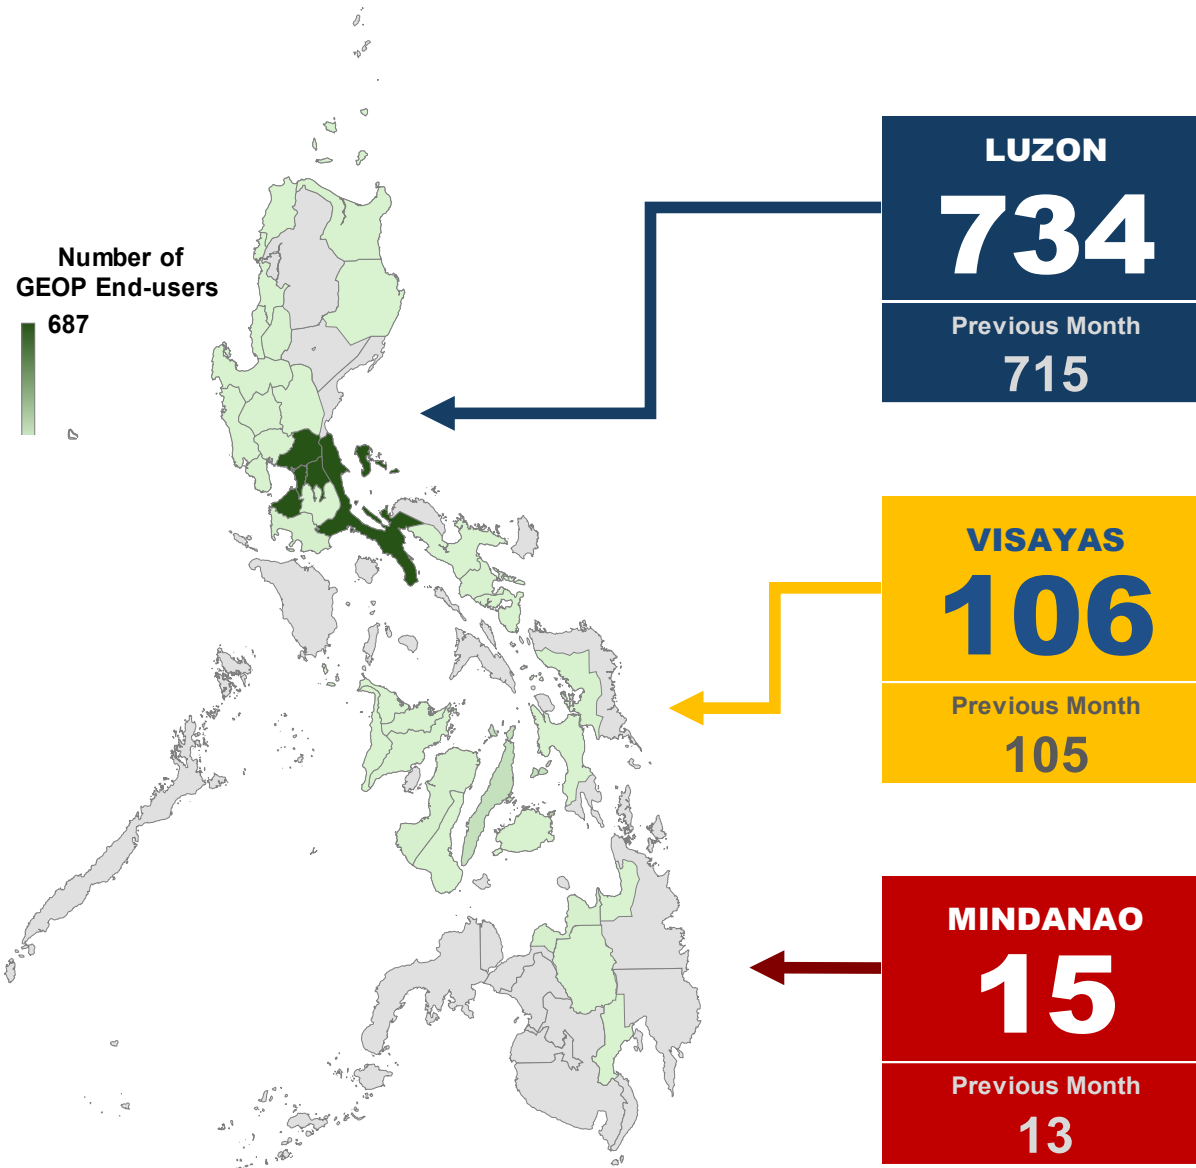 Number of
GEOP End-users
687
LUZON
734
Previous Month
715
VISAYAS
106
Previous Month
105
MINDANAO
15
Previous Month
13